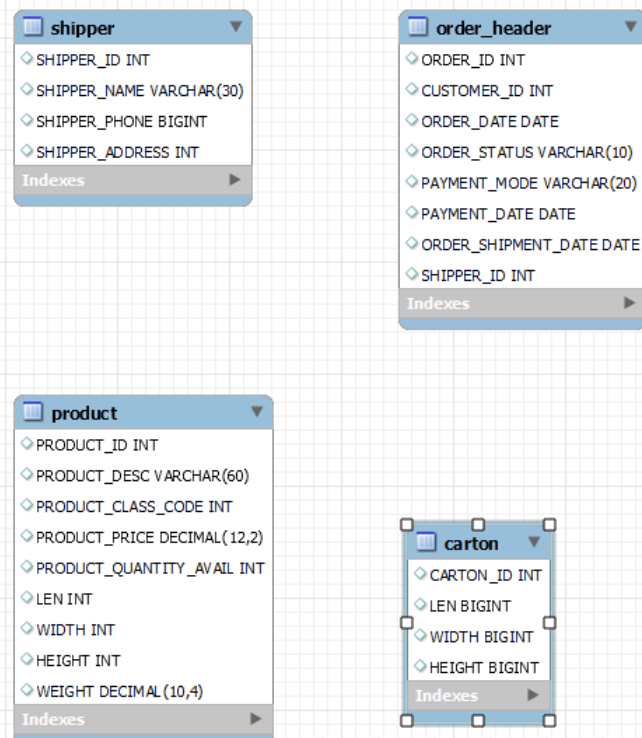 shipper
SHIPPER_ID INT
SHIPPER_NAME VARCHAR(30)
SHIPPER_PHONE BIGINT
SHIPPER_ADDRESS INT
Indexes
order_header
ORDER_ID INT
CUSTOMER_ID INT
ORDER_DATE DATE
ORDER_STATUS VARCHAR(10)
PAYMENT_MODE VARCHAR(20)
PAYMENT_DATE DATE
ORDER_SHIPMENT_DATE DATE
SHIPPER_ID INT
Indexes
product
PRODUCT_ID INT
PRODUCT_DESC VARCHAR(60)
PRODUCT_CLASS_CODE INT
PRODUCT_PRICE DECIMAL(12,2)
PRODUCT_QUANTITY_AVAIL INT
LEN INT
WIDTH INT
HEIGHT INT
WEIGHT DECIMAL(10,4)
Indexes
carton
CARTON_ID INT
LEN BIGINT
WIDTH BIGINT
HEIGHT BIGINT
Indexes